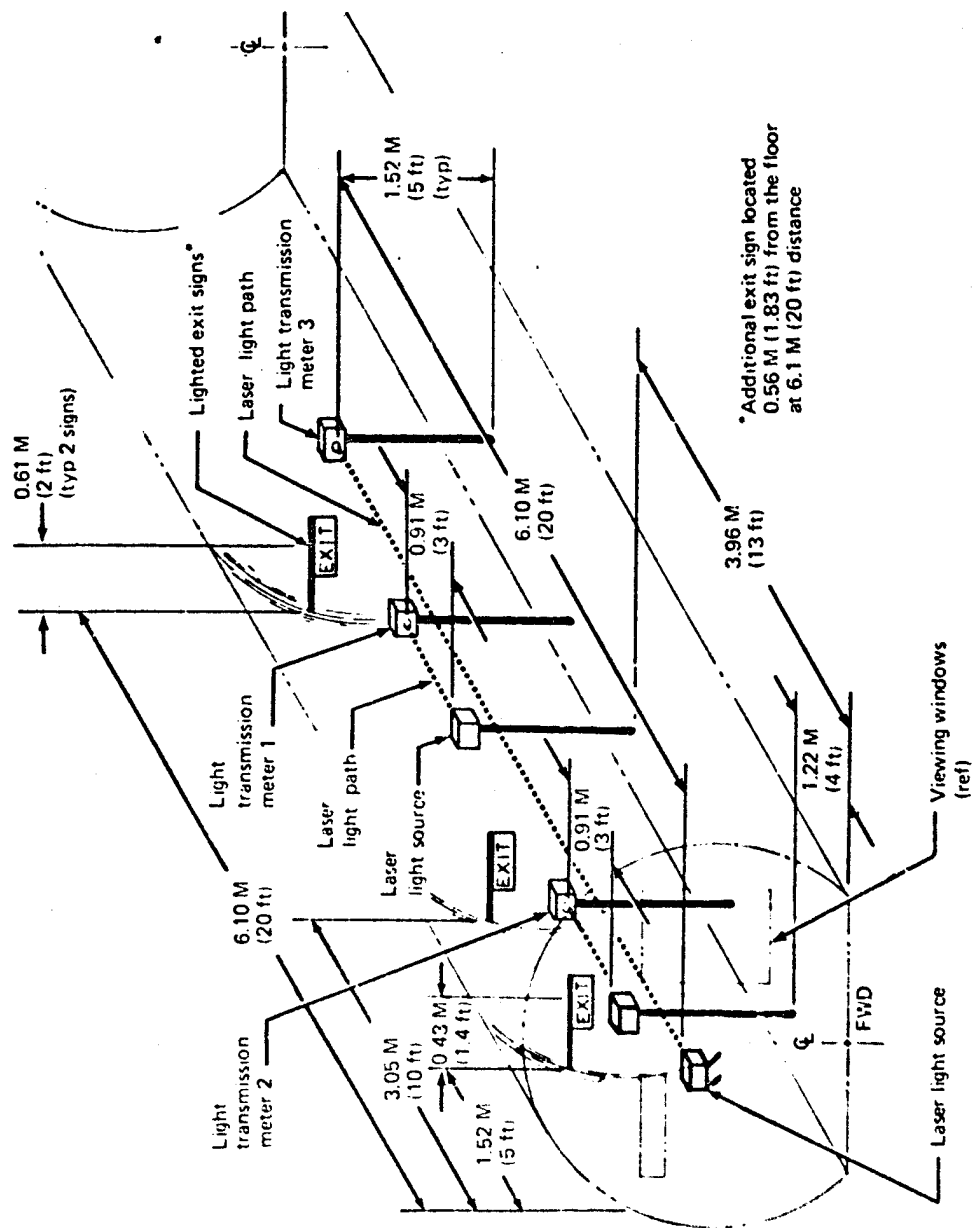 0.61 M
(2 ft)
(typ 2 signs)
Lighted exit signs*
Laser light path
Light transmission
meter 3
℄
1.52 M
(5 ft)
(typ)
6.10 M
(20 ft)
Light
transmission
meter 1
Laser
light path
Laser
light source
EXIT
0.91 M
(3 ft)
6.10 M
(20 ft)
3.96 M
(13 ft)
*Additional exit sign located
0.56 M (1.83 ft) from the floor
at 6.1 M (20 ft) distance
Light
transmission
meter 2
3.05 M
(10 ft)
1.52 M
(5 ft)
0.43 M
(1.4 ft)
EXIT
EXIT
0.91 M
(3 ft)
1.22 M
(4 ft)
℄
FWD
Viewing windows
(ref)
Laser light source